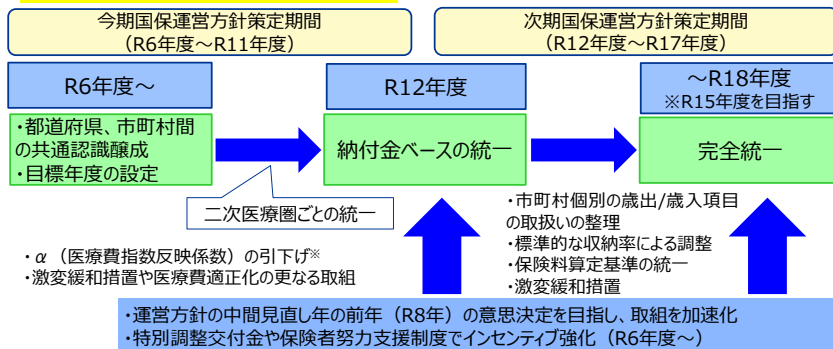 今期国保運営方針策定期間
（R6年度～R11年度）
次期国保運営方針策定期間
（R12年度～R17年度）
R6年度～
R12年度
～R18年度
※R15年度を目指す
・都道府県、市町村間
の共通認識醸成
・目標年度の設定
納付金ベースの統一
完全統一
二次医療圏ごとの統一
・α（医療費指数反映係数）の引下げ※
・激変緩和措置や医療費適正化の更なる取組
・市町村個別の歳出/歳入項目
の取扱いの整理
・標準的な収納率による調整
・保険料算定基準の統一
・激変緩和措置
・運営方針の中間見直し年の前年（R8年）の意思決定を目指し、取組を加速化
・特別調整交付金や保険者努力支援制度でインセンティブ強化（R6年度～）